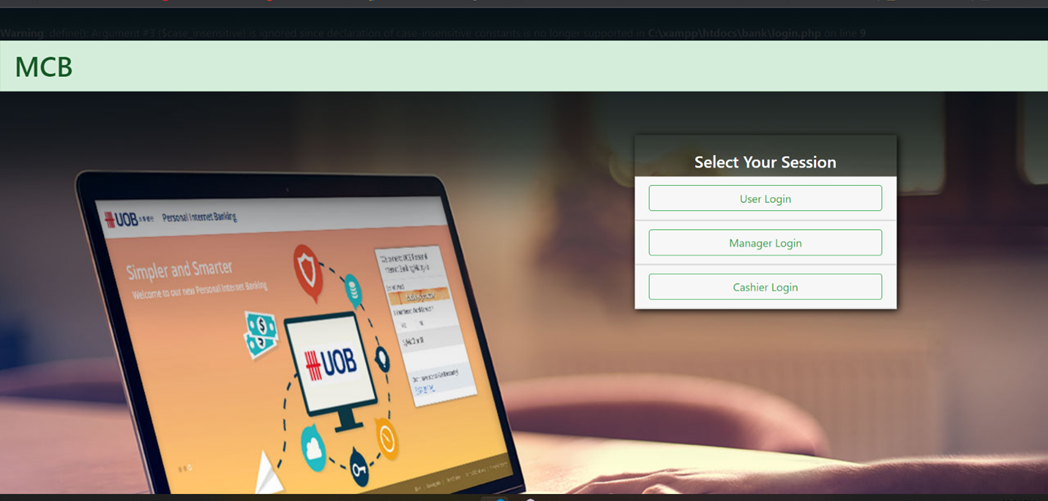 Warning: define(): Argument #3 ($case_insensitive) is ignored since declaration of case-insensitive constants is no longer supported in C:\xampp\htdocs\bank\login.php on line 9
MCB
Select Your Session
User Login
Manager Login
Cashier Login
UOB
Personal Internet Banking
Simpler and Smarter
Welcome to our new Personal Internet Banking
UOB